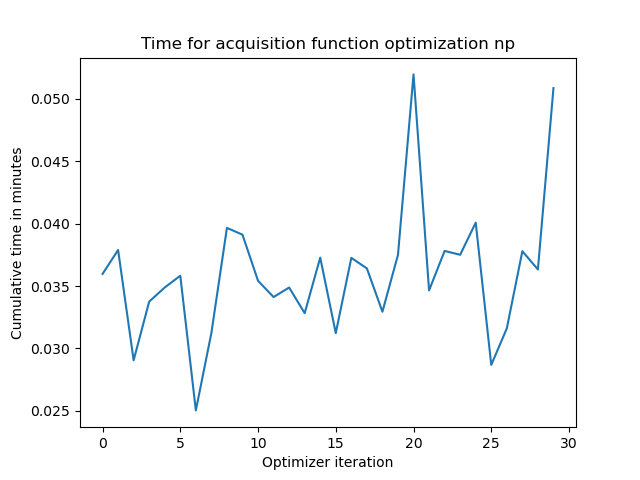 Time for acquisition function optimization np
0.050
0.045
0.040
0.035
0.030
0.025
Cumulative time in minutes
0 5 10 15 20 25 30
Optimizer iteration